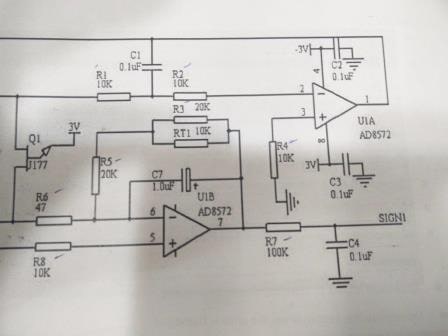 C1
0.1uF
R1
10K
R2
10K
-3V
C2
0.1uF
4
2
3
1
8
U1A
AD8572
R3
20K
RT1
10K
Q1
J177
3V
R5
20K
R4
10K
3V
C3
0.1uF
C7
1.0uF
U1B
AD8572
R6
47
6
5
7
R8
10K
R7
100K
SIGN1
C4
0.1uF